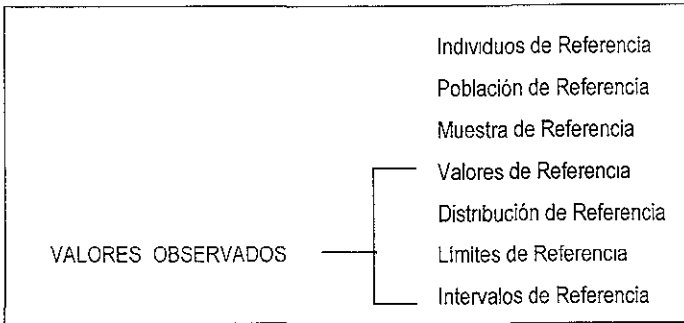 Individuos de Referencia
Población de Referencia
Muestra de Referencia
Valores de Referencia
Distribución de Referencia
VALORES OBSERVADOS
Límites de Referencia
Intervalos de Referencia